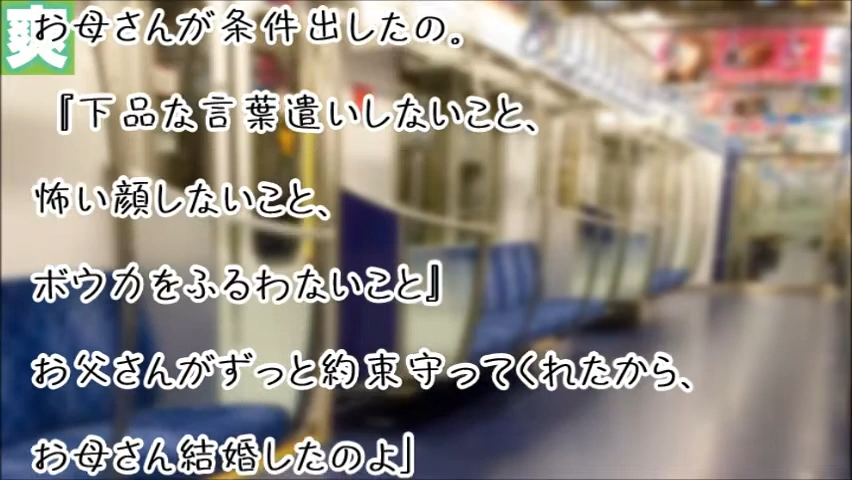 爽
お母さんが条件出したの。
『下品な言葉遣いしないこと、
怖い顔しないこと、
ボウカをふるわないこと』
お父さんがずっと約束守ってくれたから、
お母さん結婚したのよ」